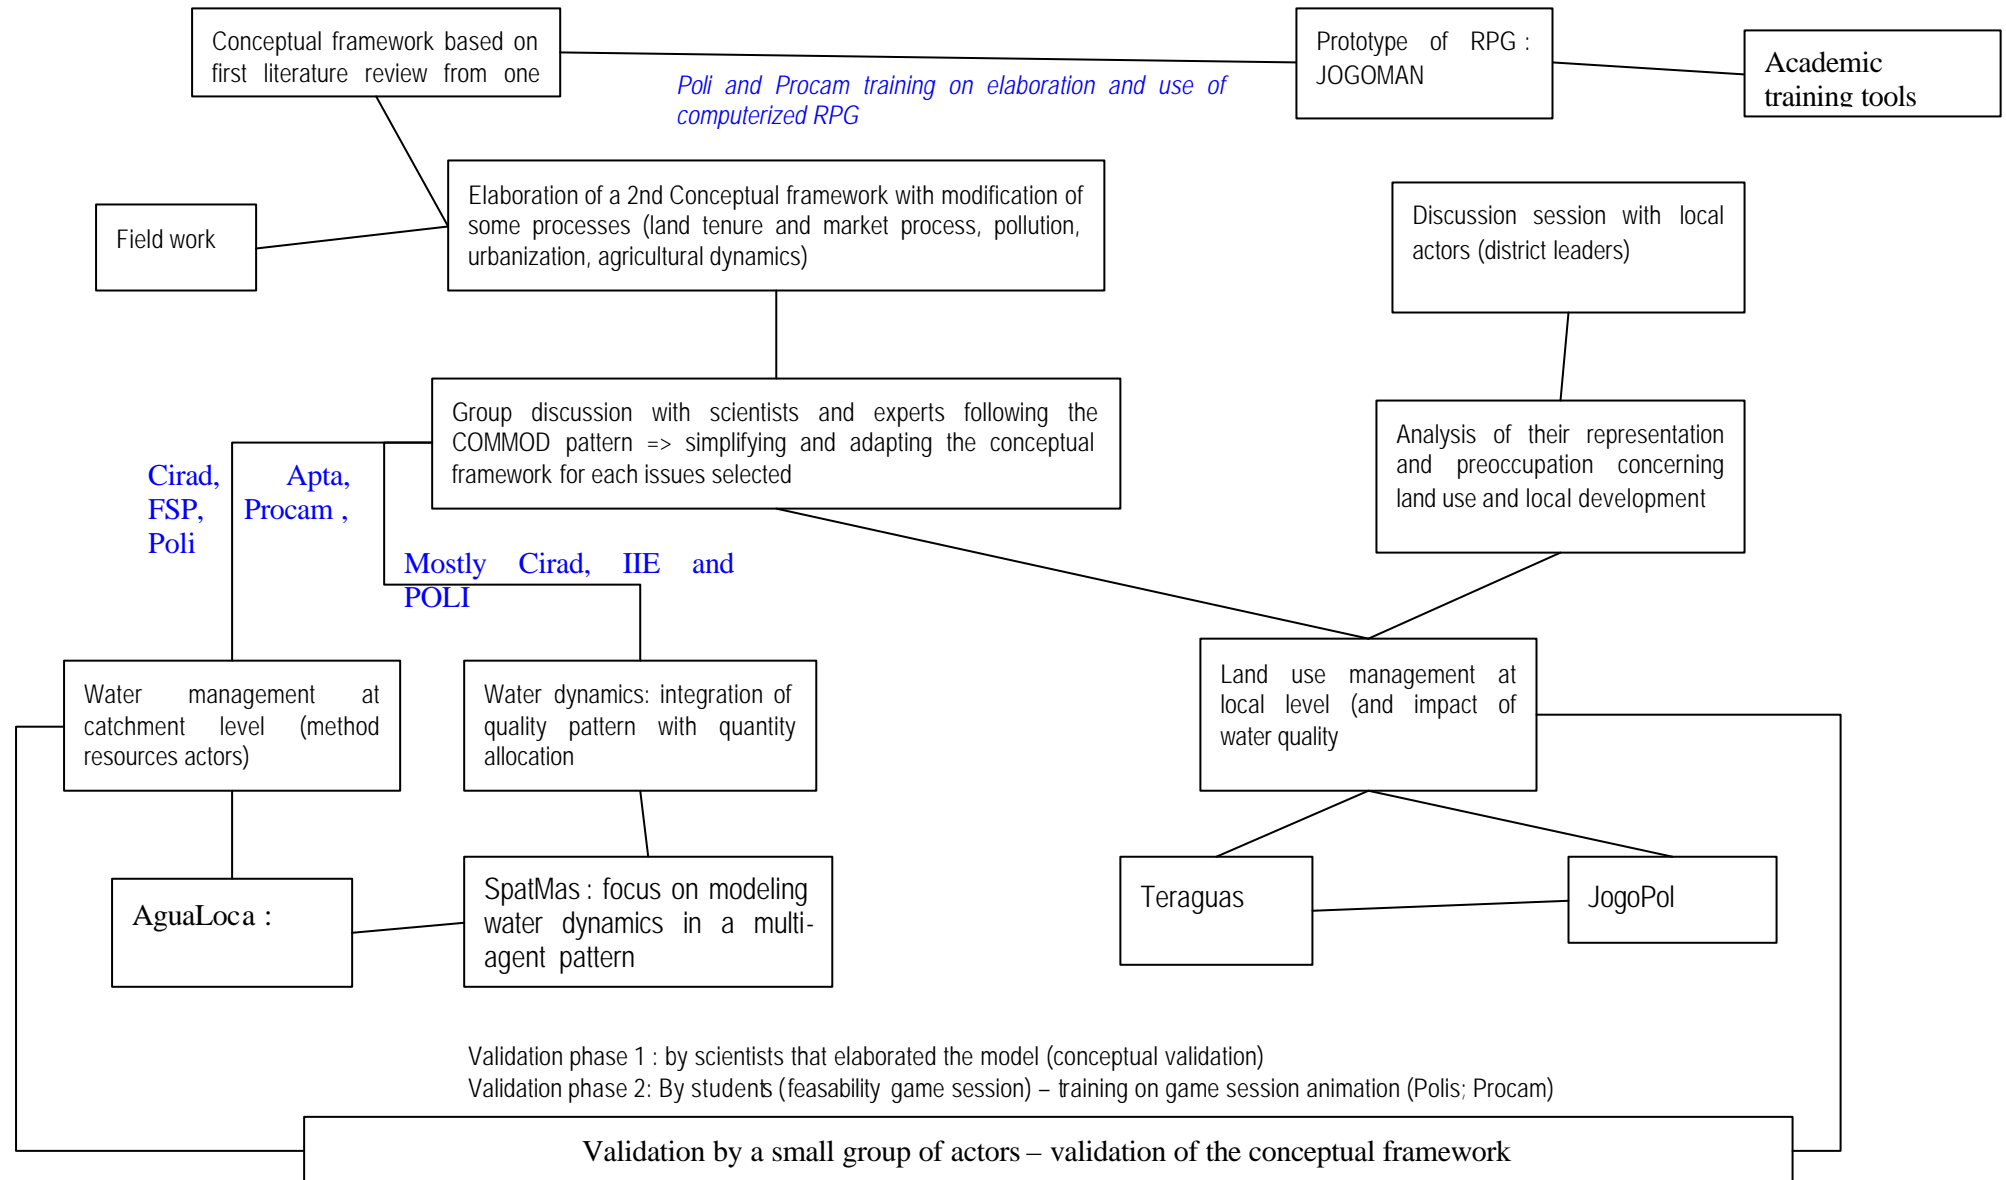 Conceptual framework based on
first literature review from one
Prototype of RPG :
JOGOMAN
Academic
training tools
Poli and Procam training on elaboration and use of
computerized RPG
Field work
Elaboration of a 2nd Conceptual framework with modification of
some processes (land tenure and market process, pollution,
urbanization, agricultural dynamics)
Discussion session with local
actors (district leaders)
Group discussion with scientists and experts following the
COMMOD pattern => simplifying and adapting the conceptual
framework for each issues selected
Analysis of their representation
and preoccupation concerning
land use and local development
Cirad, Apta,
FSP, Procam ,
Poli
Mostly Cirad, IIE and
POLI
Water management at
catchment level (method
resources actors)
Water dynamics: integration of
quality pattern with quantity
allocation
Land use management at
local level (and impact of
water quality
AguaLoca :
SpatMas : focus on modeling
water dynamics in a multi-
agent pattern
Teraguas
JogoPol
Validation phase 1 : by scientists that elaborated the model (conceptual validation)
Validation phase 2: By students (feasability game session) – training on game session animation (Polis; Procam)
Validation by a small group of actors – validation of the conceptual framework